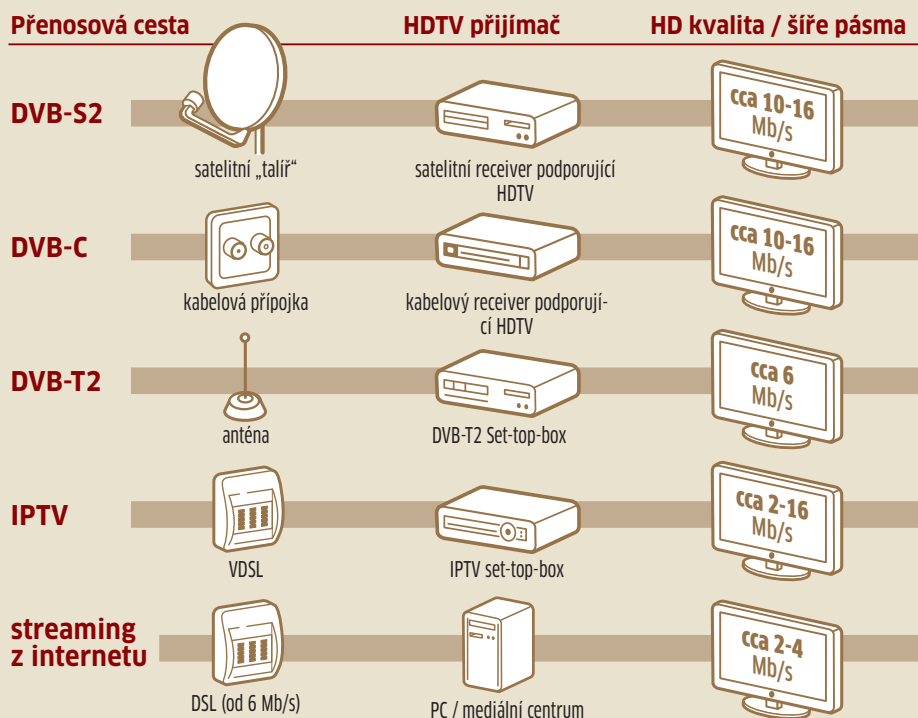 Přenosová cesta HDTV přijímač HD kvalita / šíře pásma
DVB-S2
cca 10-16
Mb/s
satelitní „talíř“
satelitní receiver podporující
HDTV
DVB-C
cca 10-16
Mb/s
kabelová přípojka
kabelový receiver podporují-
cí HDTV
DVB-T2
cca 6
Mb/s
anténa
DVB-T2 Set-top-box
IPTV
cca 2-16
Mb/s
VDSL
IPTV set-top-box
streaming
z internetu
cca 2-4
Mb/s
DSL (od 6 Mb/s)
PC / mediální centrum